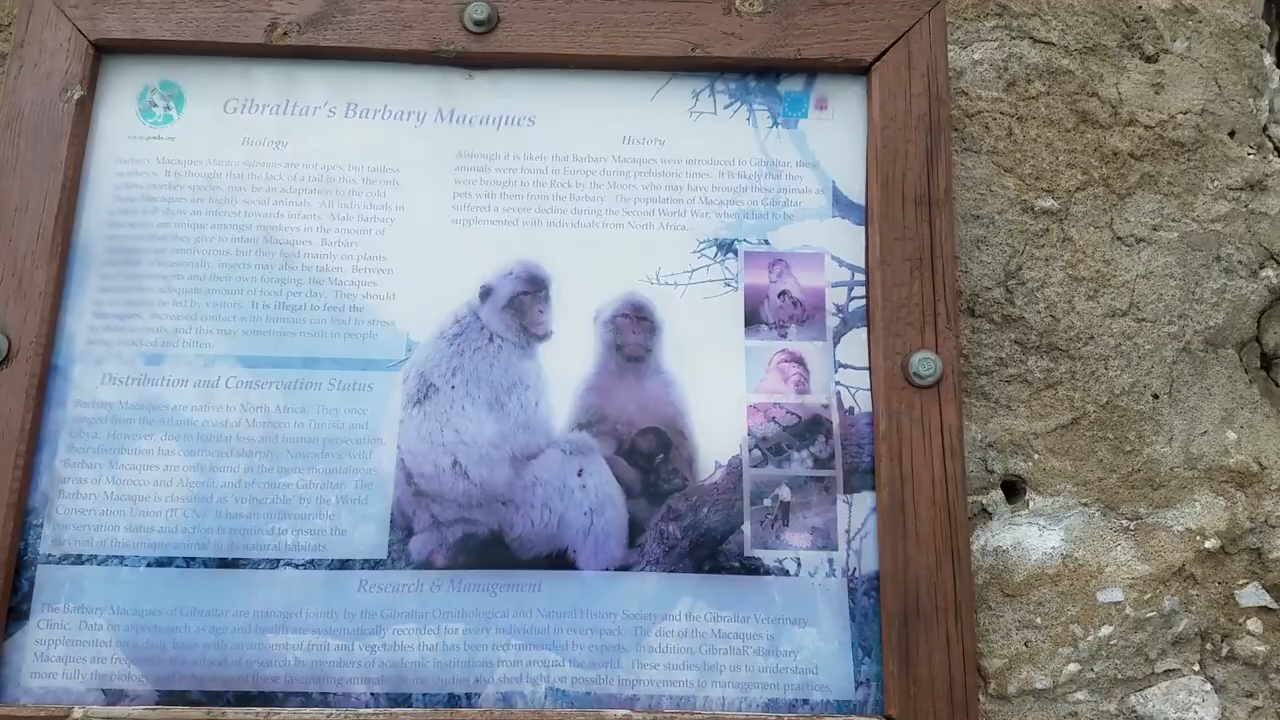 Gibraltar's Barbary Macaques
Biology
Barbary Macaques Macaca sylvanus are not apes, but tailless
monkeys. It is thought that the lack of a tail in this, the only
monkey species, may be an adaptation to the cold.
Macaques are highly social animals. All individuals in
show an interest towards infants. Male Barbary
are unique amongst monkeys in the amount of
they give to infant Macaques. Barbary
omnivorous, but they feed mainly on plants
Occasionally, insects may also be taken. Between
and their own foraging, the Macaques
adequate amount of food per day. They should
be fed by visitors. It is illegal to feed the
Macaques. Increased contact with humans can lead to stress
and this may sometimes result in people
and bitten.
History
Although it is likely that Barbary Macaques were introduced to Gibraltar, these
animals were found in Europe during prehistoric times. It is likely that they
were brought to the Rock by the Moors, who may have brought these animals as
pets with them from the Barbary. The population of Macaques on Gibraltar
suffered a severe decline during the Second World War, when it had to be
supplemented with individuals from North Africa.
Distribution and Conservation Status
Barbary Macaques are native to North Africa. They once
ranged from the Atlantic coast of Morocco to Tunisia and
Libya. However, due to habitat loss and human persecution,
their distribution has contracted sharply. Nowadays, wild
Barbary Macaques are only found in the more mountainous
areas of Morocco and Algeria, and of course Gibraltar. The
Barbary Macaque is classified as 'vulnerable' by the World
Conservation Union (IUCN). It has an unfavourable
conservation status and action is required to ensure the
survival of this unique animal in its natural habitats.
Research & Management
The Barbary Macaques of Gibraltar are managed jointly by the Gibraltar Ornithological and Natural History Society and the Gibraltar Veterinary
Clinic. Data on aspects such as age and health are systematically recorded for every individual in every pack. The diet of the Macaques is
supplemented on a daily basis with an amount of fruit and vegetables that has been recommended by experts. In addition, GibraltaR'sBarbary
Macaques are frequently the subject of research by members of academic institutions from around the world. These studies help us to understand
more fully the biology and of these fascinating animals. Some studies also shed light on possible improvements to management practices.